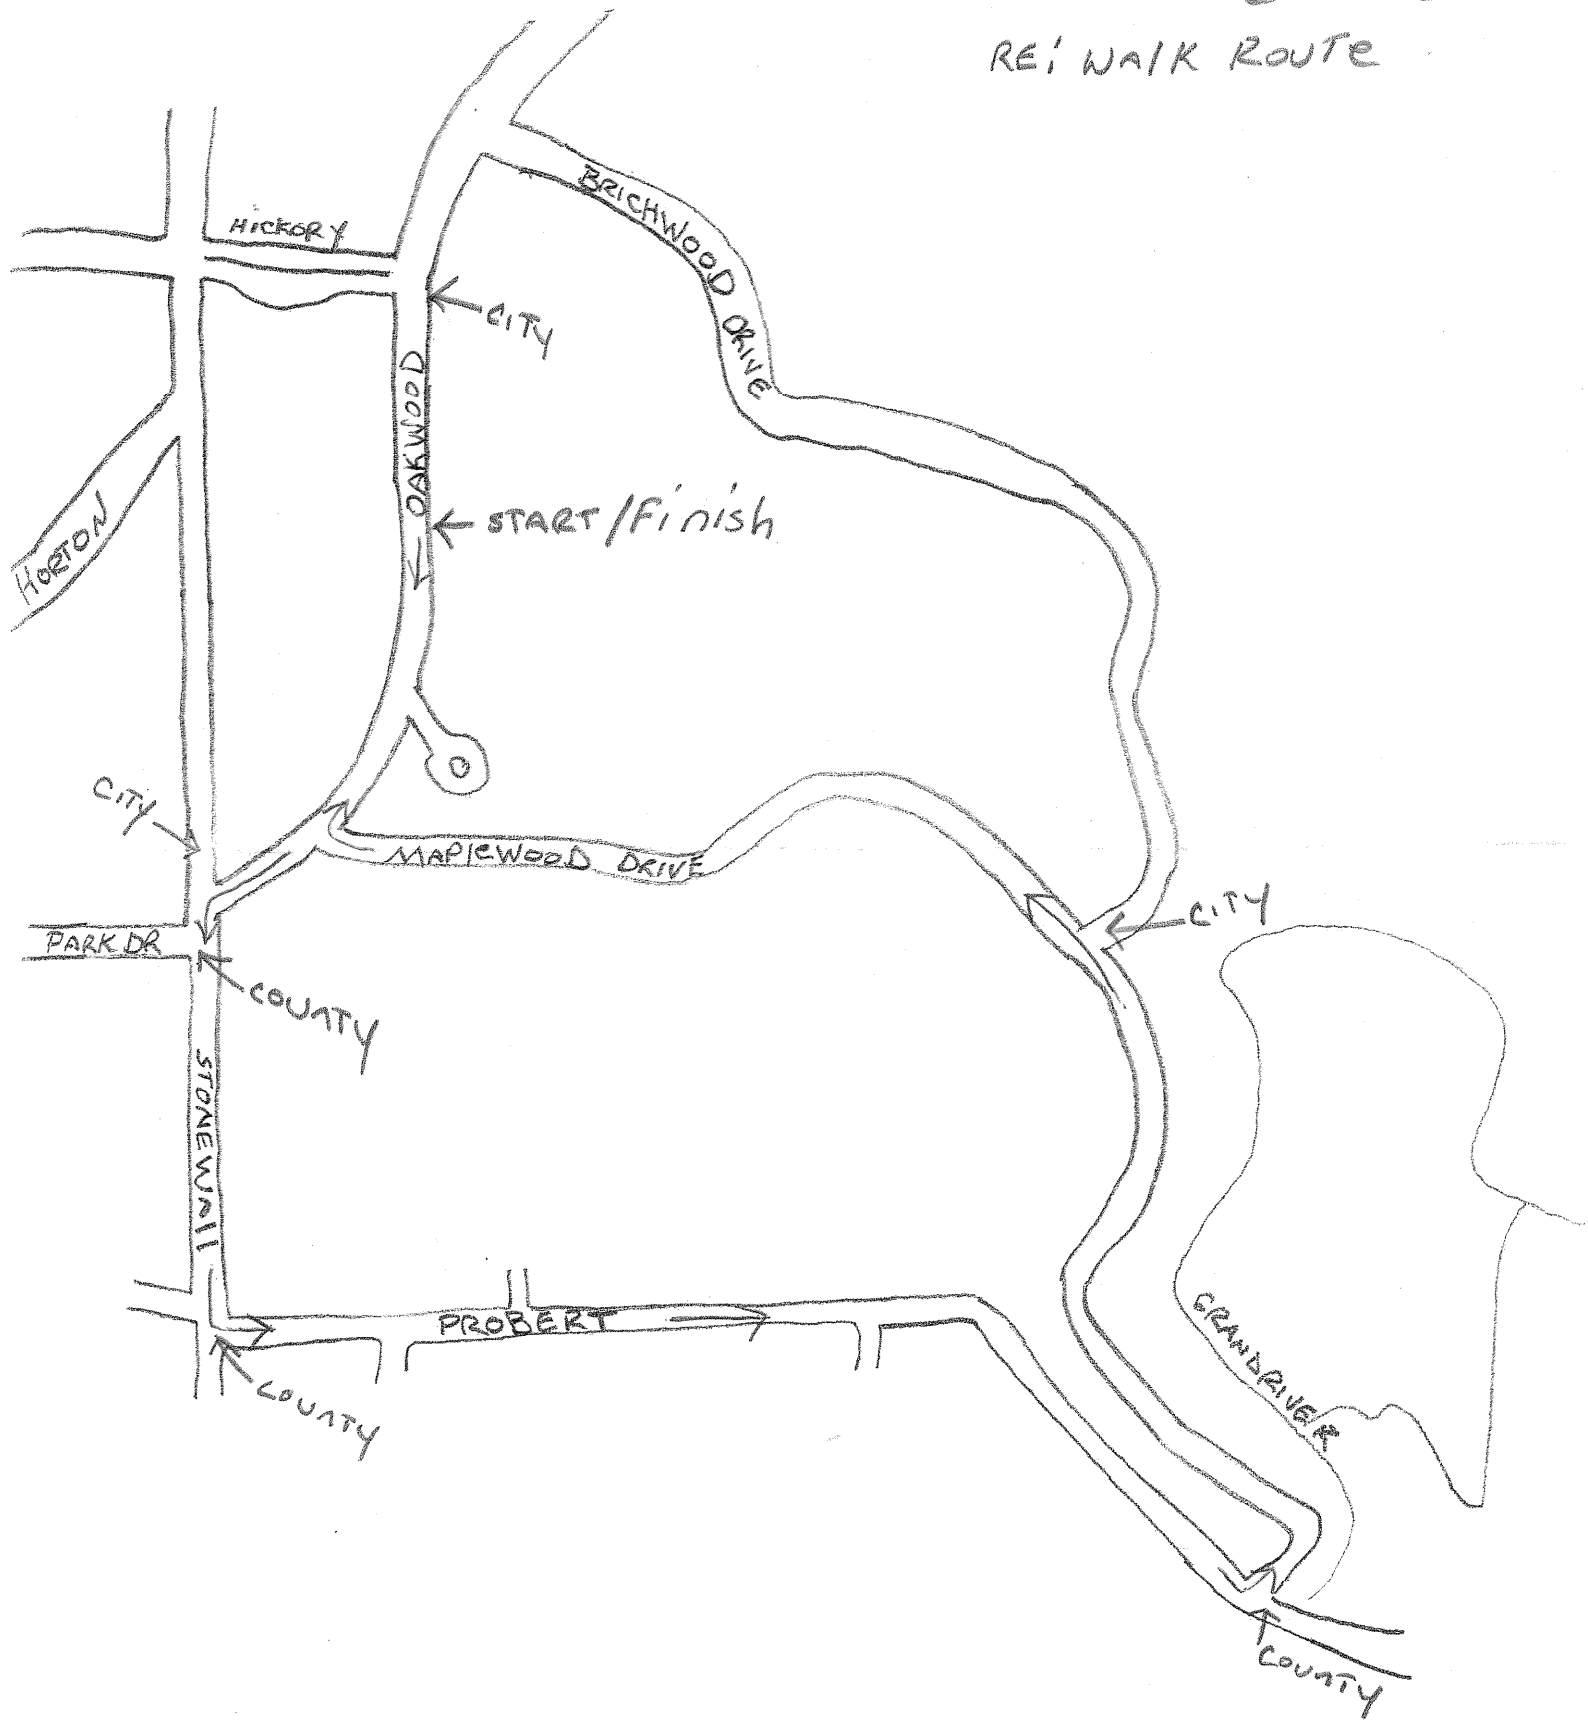 RE: WALK ROUTE
BRICHWOOD DRIVE
HICKORY
CITY
OAKWOOD
START/Finish
HORTON
CITY
MAPLEWOOD DRIVE
CITY
PARK DR
COUNTY
STONEWALL
GRANDRIVER
PROBERT
COUNTY
COUNTY